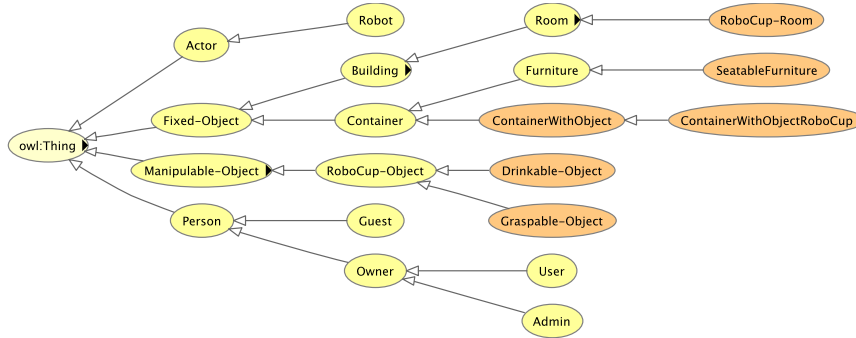 Robot
Room
RoboCup-Room
Actor
Building
Furniture
SeatableFurniture
Fixed-Object
Container
ContainerWithObject
ContainerWithObjectRoboCup
owl:Thing
Manipulable-Object
RoboCup-Object
Drinkable-Object
Person
Guest
Graspable-Object
Owner
User
Admin